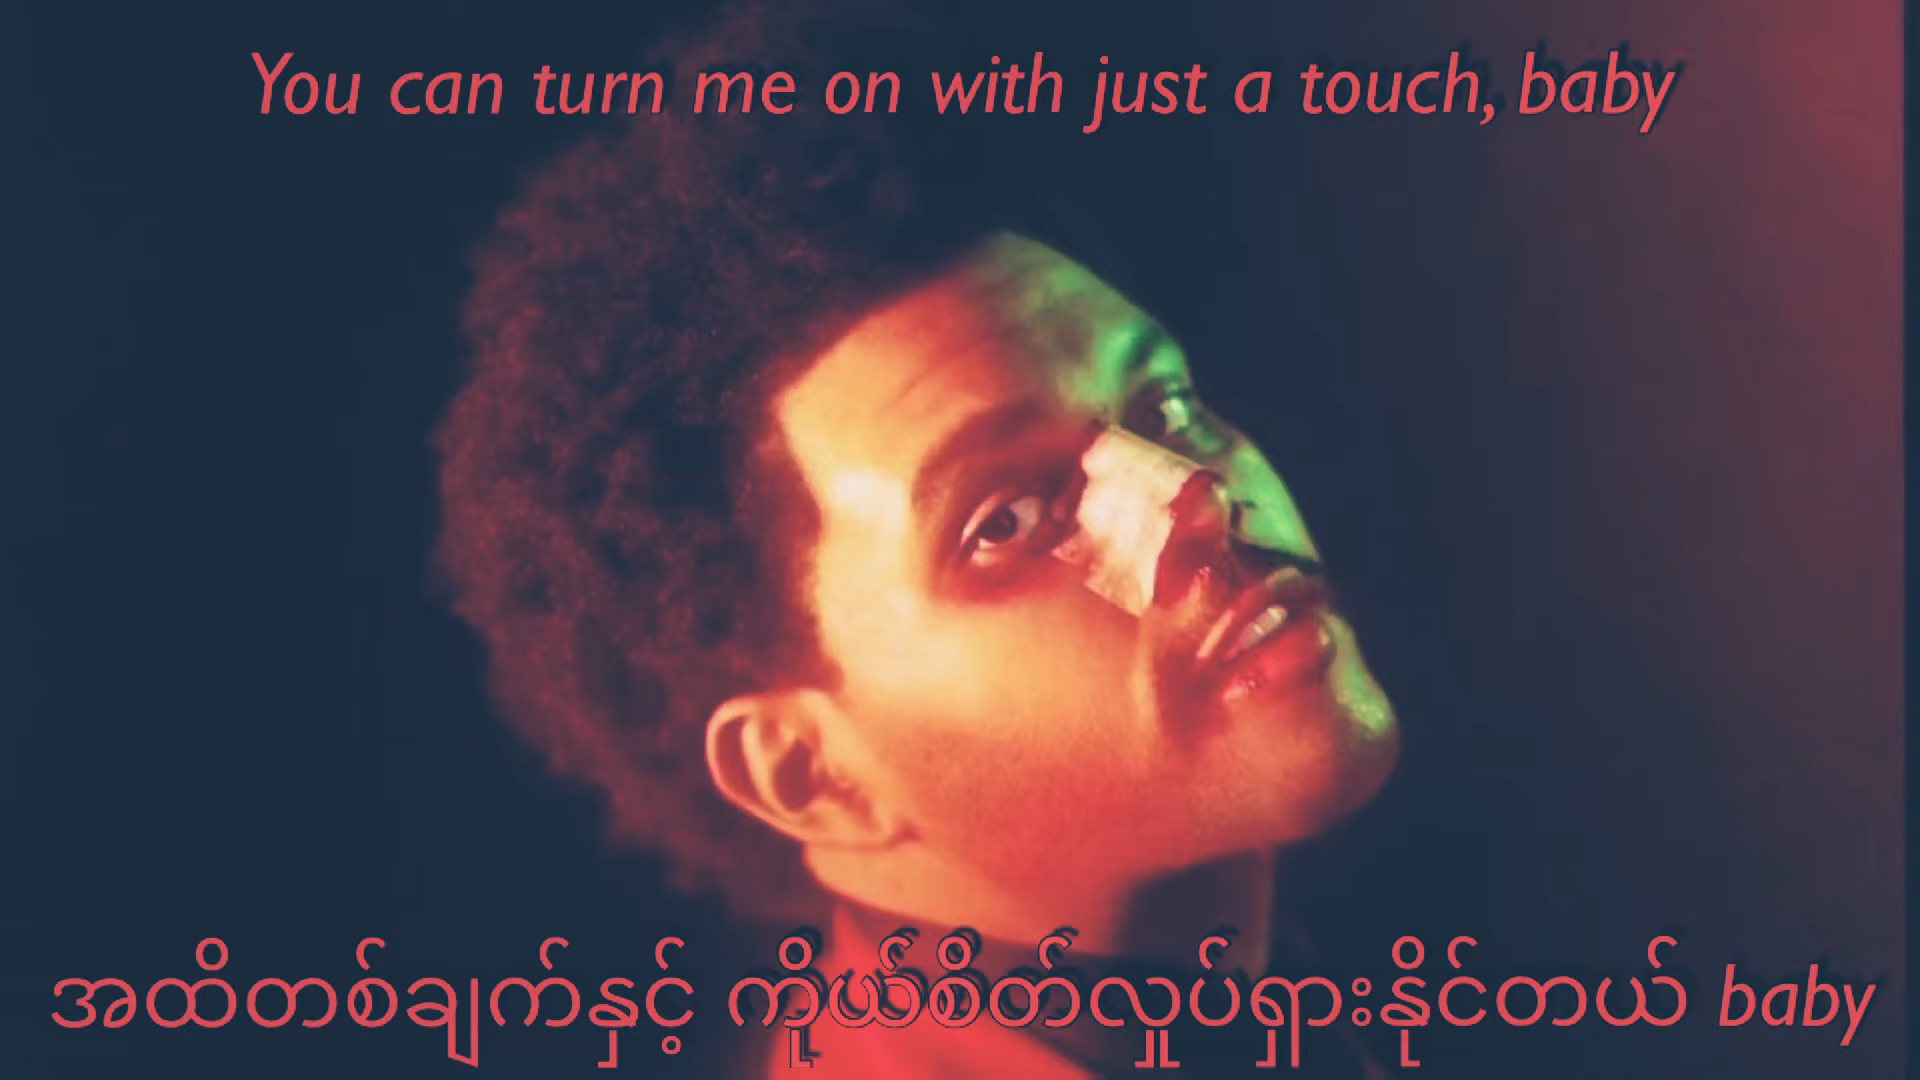 You can turn me on with just a touch, baby
အထိတစ်ချက်နှင့် ကိုယ်စိတ်လှုပ်ရှားနိုင်တယ် baby